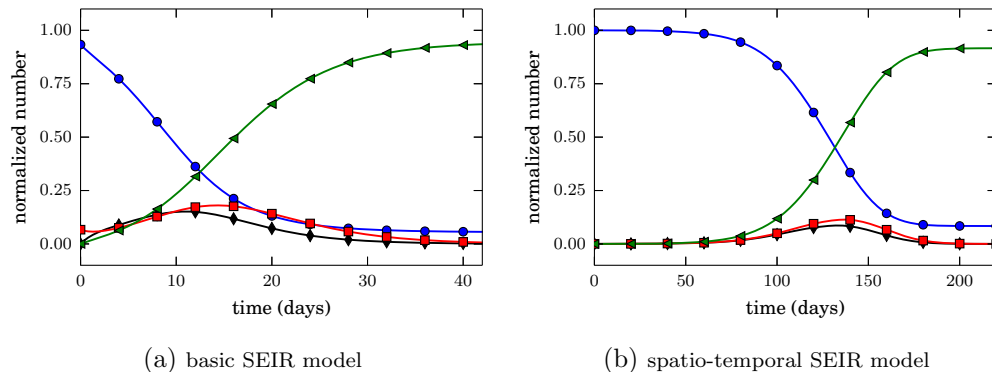 normalized number
1.00
0.75
0.50
0.25
0.00
0 10 20 30 40
time (days)
(a) basic SEIR model
normalized number
1.00
0.75
0.50
0.25
0.00
0 50 100 150 200
time (days)
(b) spatio-temporal SEIR model